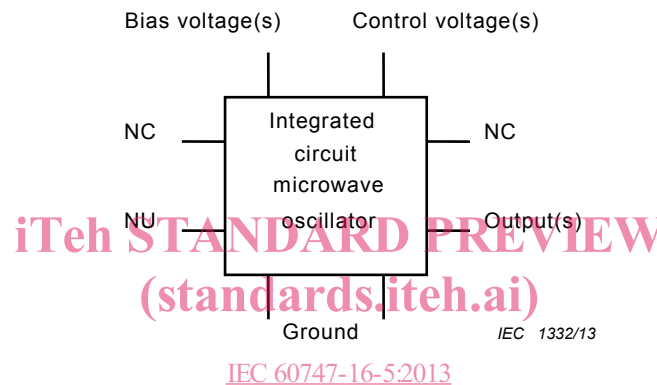 Bias voltage(s) Control voltage(s)
NC Integrated NC
circuit
microwave
NU oscillator Output(s)
iTeh STANDARD PREVIEW
(standards.iteh.ai)
Ground IEC 1332/13
IEC 60747-16-5:2013